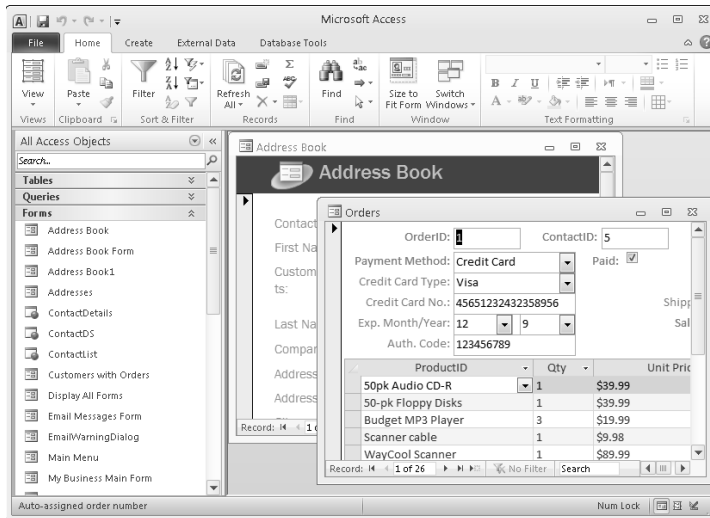 Microsoft Access
File Home Create External Data Database Tools
View Paste Filter Refresh All Find Size to Fit Form Switch Windows
B I U
A
Views Clipboard Sort & Filter Records Find Window Text Formatting
All Access Objects
Search...
Tables
Queries
Forms
Address Book
Address Book Form
Address Book1
Addresses
ContactDetails
ContactDS
ContactList
Customers with Orders
Display All Forms
Email Messages Form
EmailWarningDialog
Main Menu
My Business Main Form
Address Book
Address Book
Contact
First Na
Custom
ts:
Last Na
Compar
Address
Address
Record: 1
Orders
OrderID: 1 ContactID: 5
Payment Method: Credit Card Paid:
Credit Card Type: Visa
Credit Card No.: 45651232432358956 Shipp
Exp. Month/Year: 12 9 Sal
Auth. Code: 123456789
ProductID Qty Unit Pric
50pk Audio CD-R 1 $39.99
50-pk Floppy Disks 1 $39.99
Budget MP3 Player 3 $19.99
Scanner cable 1 $9.98
WayCool Scanner 1 $89.99
Record: 1 of 26 No Filter Search
Auto-assigned order number Num Lock